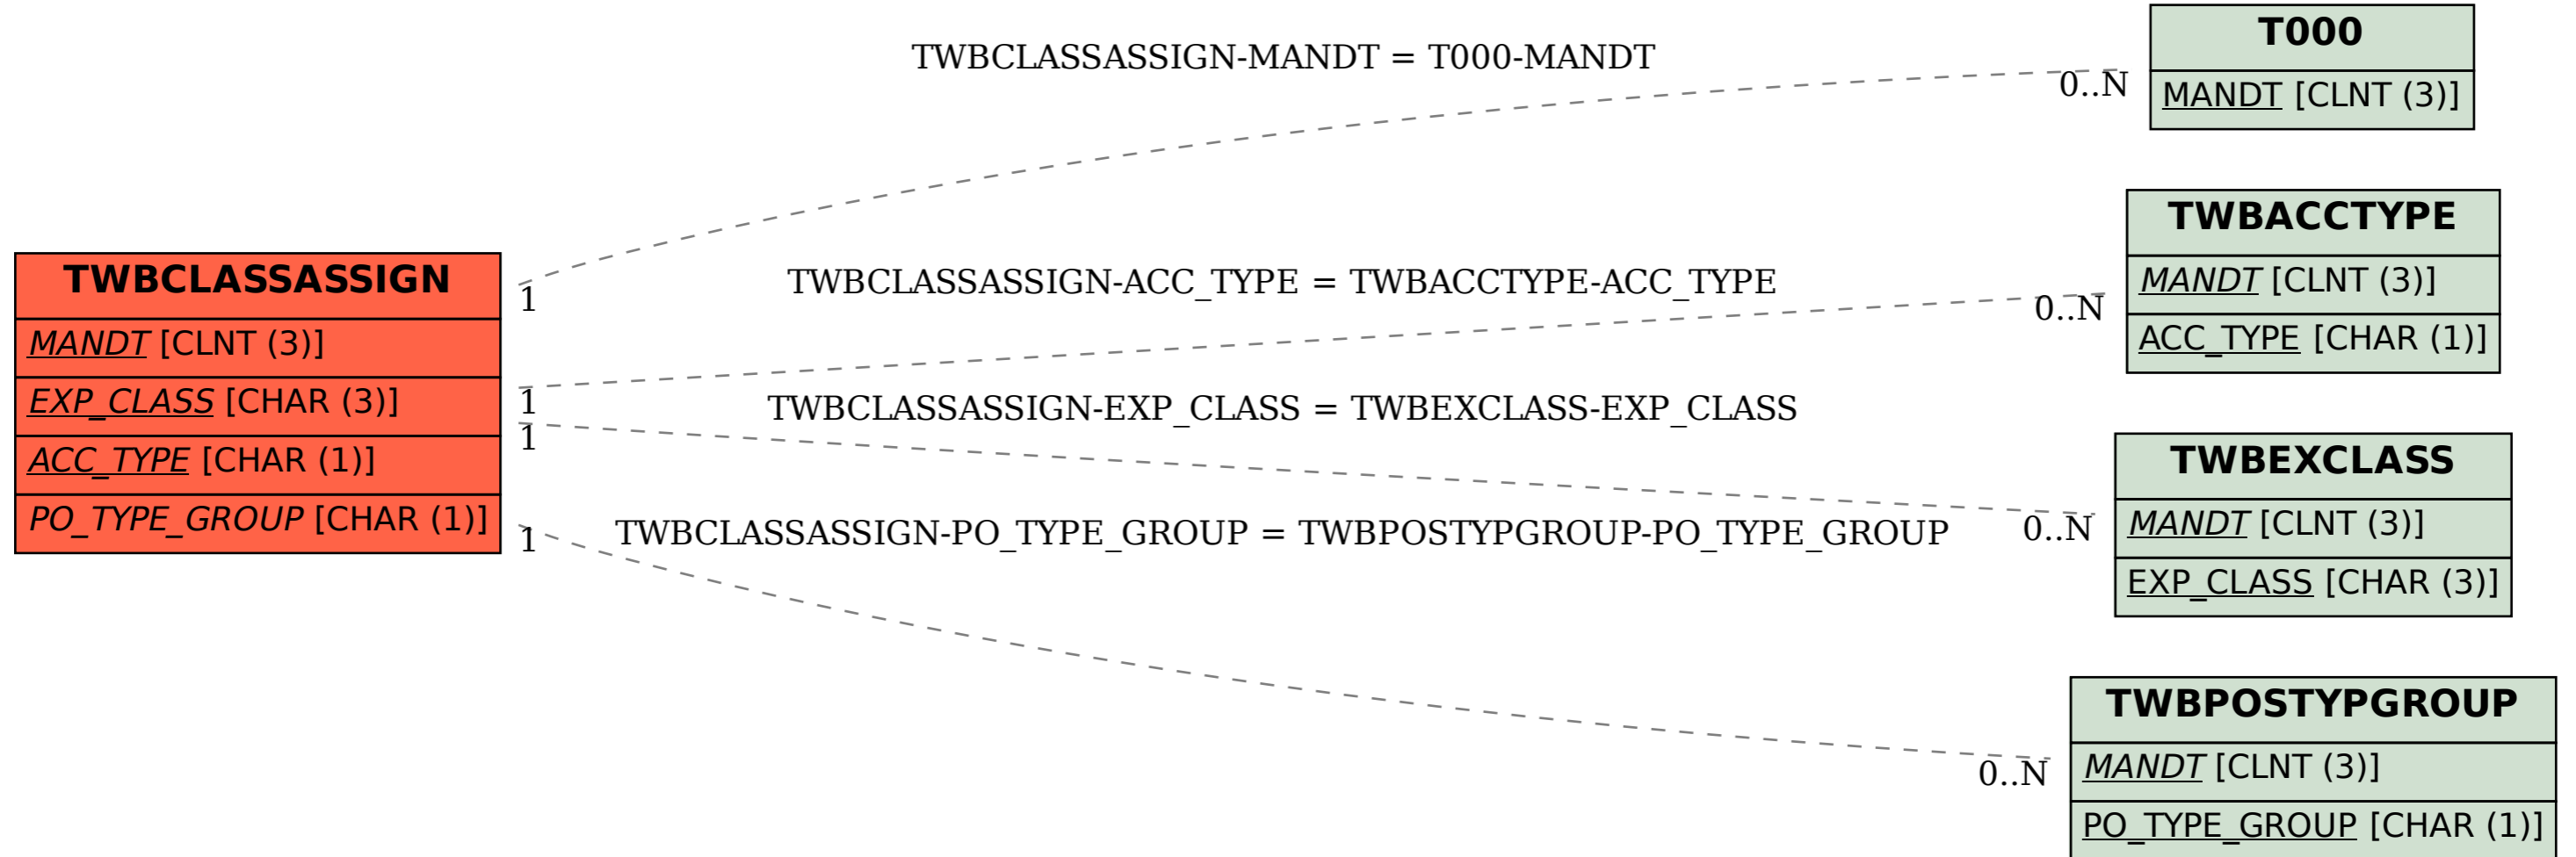 TWBCLASSASSIGN
MANDT [CLNT (3)]
EXP_CLASS [CHAR (3)]
ACC_TYPE [CHAR (1)]
PO_TYPE_GROUP [CHAR (1)]
TWBCLASSASSIGN-MANDT = T000-MANDT
1
0..N
TWBCLASSASSIGN-ACC_TYPE = TWBACCTYPE-ACC_TYPE
1
0..N
TWBCLASSASSIGN-EXP_CLASS = TWBEXCLASS-EXP_CLASS
1
0..N
TWBCLASSASSIGN-PO_TYPE_GROUP = TWBPOSTYPGROUP-PO_TYPE_GROUP
1
0..N
T000
MANDT [CLNT (3)]
TWBACCTYPE
MANDT [CLNT (3)]
ACC_TYPE [CHAR (1)]
TWBEXCLASS
MANDT [CLNT (3)]
EXP_CLASS [CHAR (3)]
TWBPOSTYPGROUP
MANDT [CLNT (3)]
PO_TYPE_GROUP [CHAR (1)]